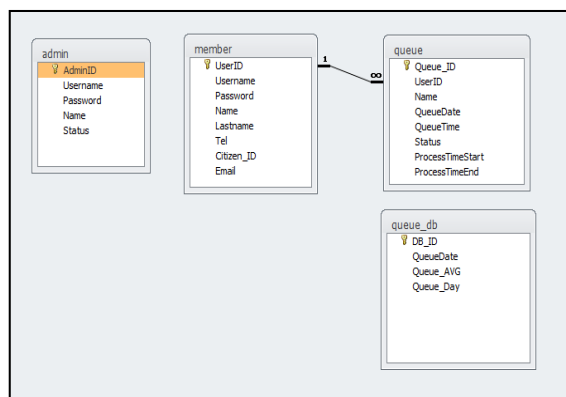 admin
AdminID
Username
Password
Name
Status
member
UserID
Username
Password
Name
Lastname
Tel
Citizen_ID
Email
1
∞
queue
Queue_ID
UserID
Name
QueueDate
QueueTime
Status
ProcessTimeStart
ProcessTimeEnd
queue_db
DB_ID
QueueDate
Queue_AVG
Queue_Day